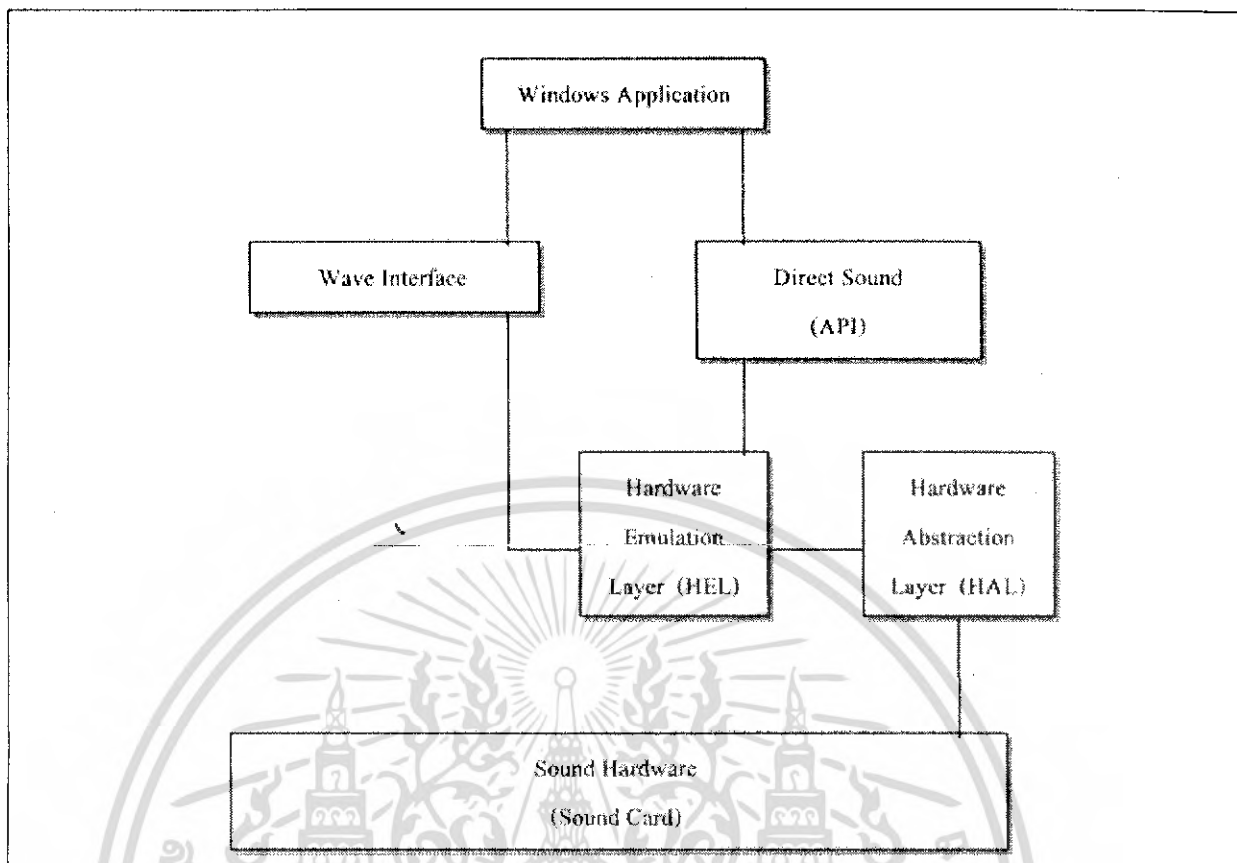 Windows Application
Wave Interface
Direct Sound
(API)
Hardware
Emulation
Layer (HEL)
Hardware
Abstraction
Layer (HAL)
Sound Hardware
(Sound Card)